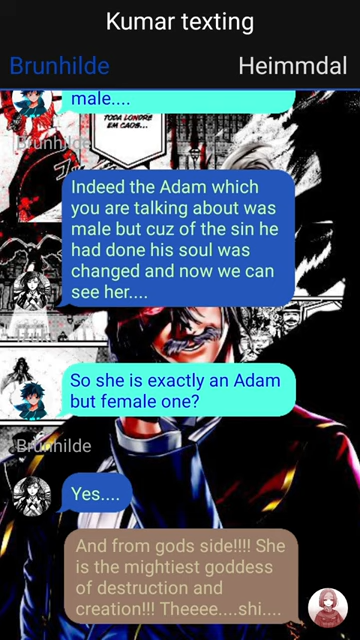 Kumar texting
Brunhilde
Heimmdal
male....
TODA LONDRE
EM CAOS...
Brunhilde
Indeed the Adam which
you are talking about was
male but cuz of the sin he
had done his soul was
changed and now we can
see her....
So she is exactly an Adam
but female one?
Brunhilde
Yes....
And from gods side!!!! She
is the mightiest goddess
of destruction and
creation!!! Theeee....shi....